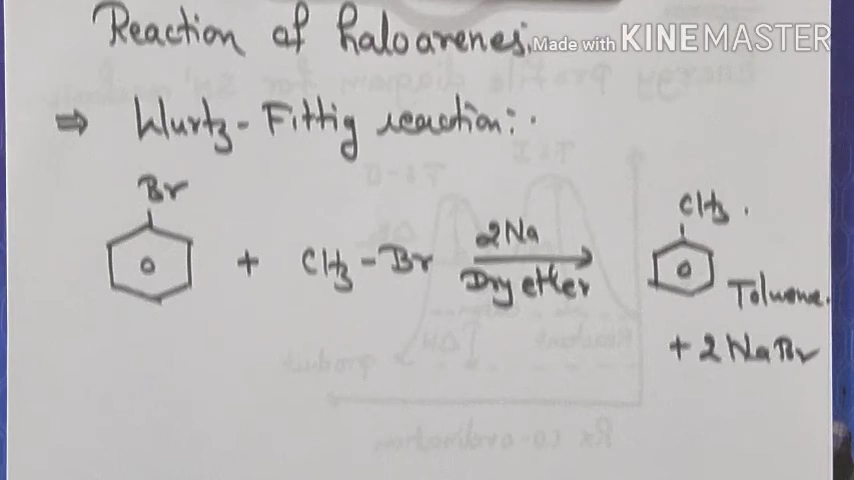 Reaction of haloarenes.
Made with KINEMASTER
⇒ Wurtz-Fittig reaction:-
Br
CH3 - Br
2Na
Dry ether
CH3.
Toluene.
+ 2NaBr